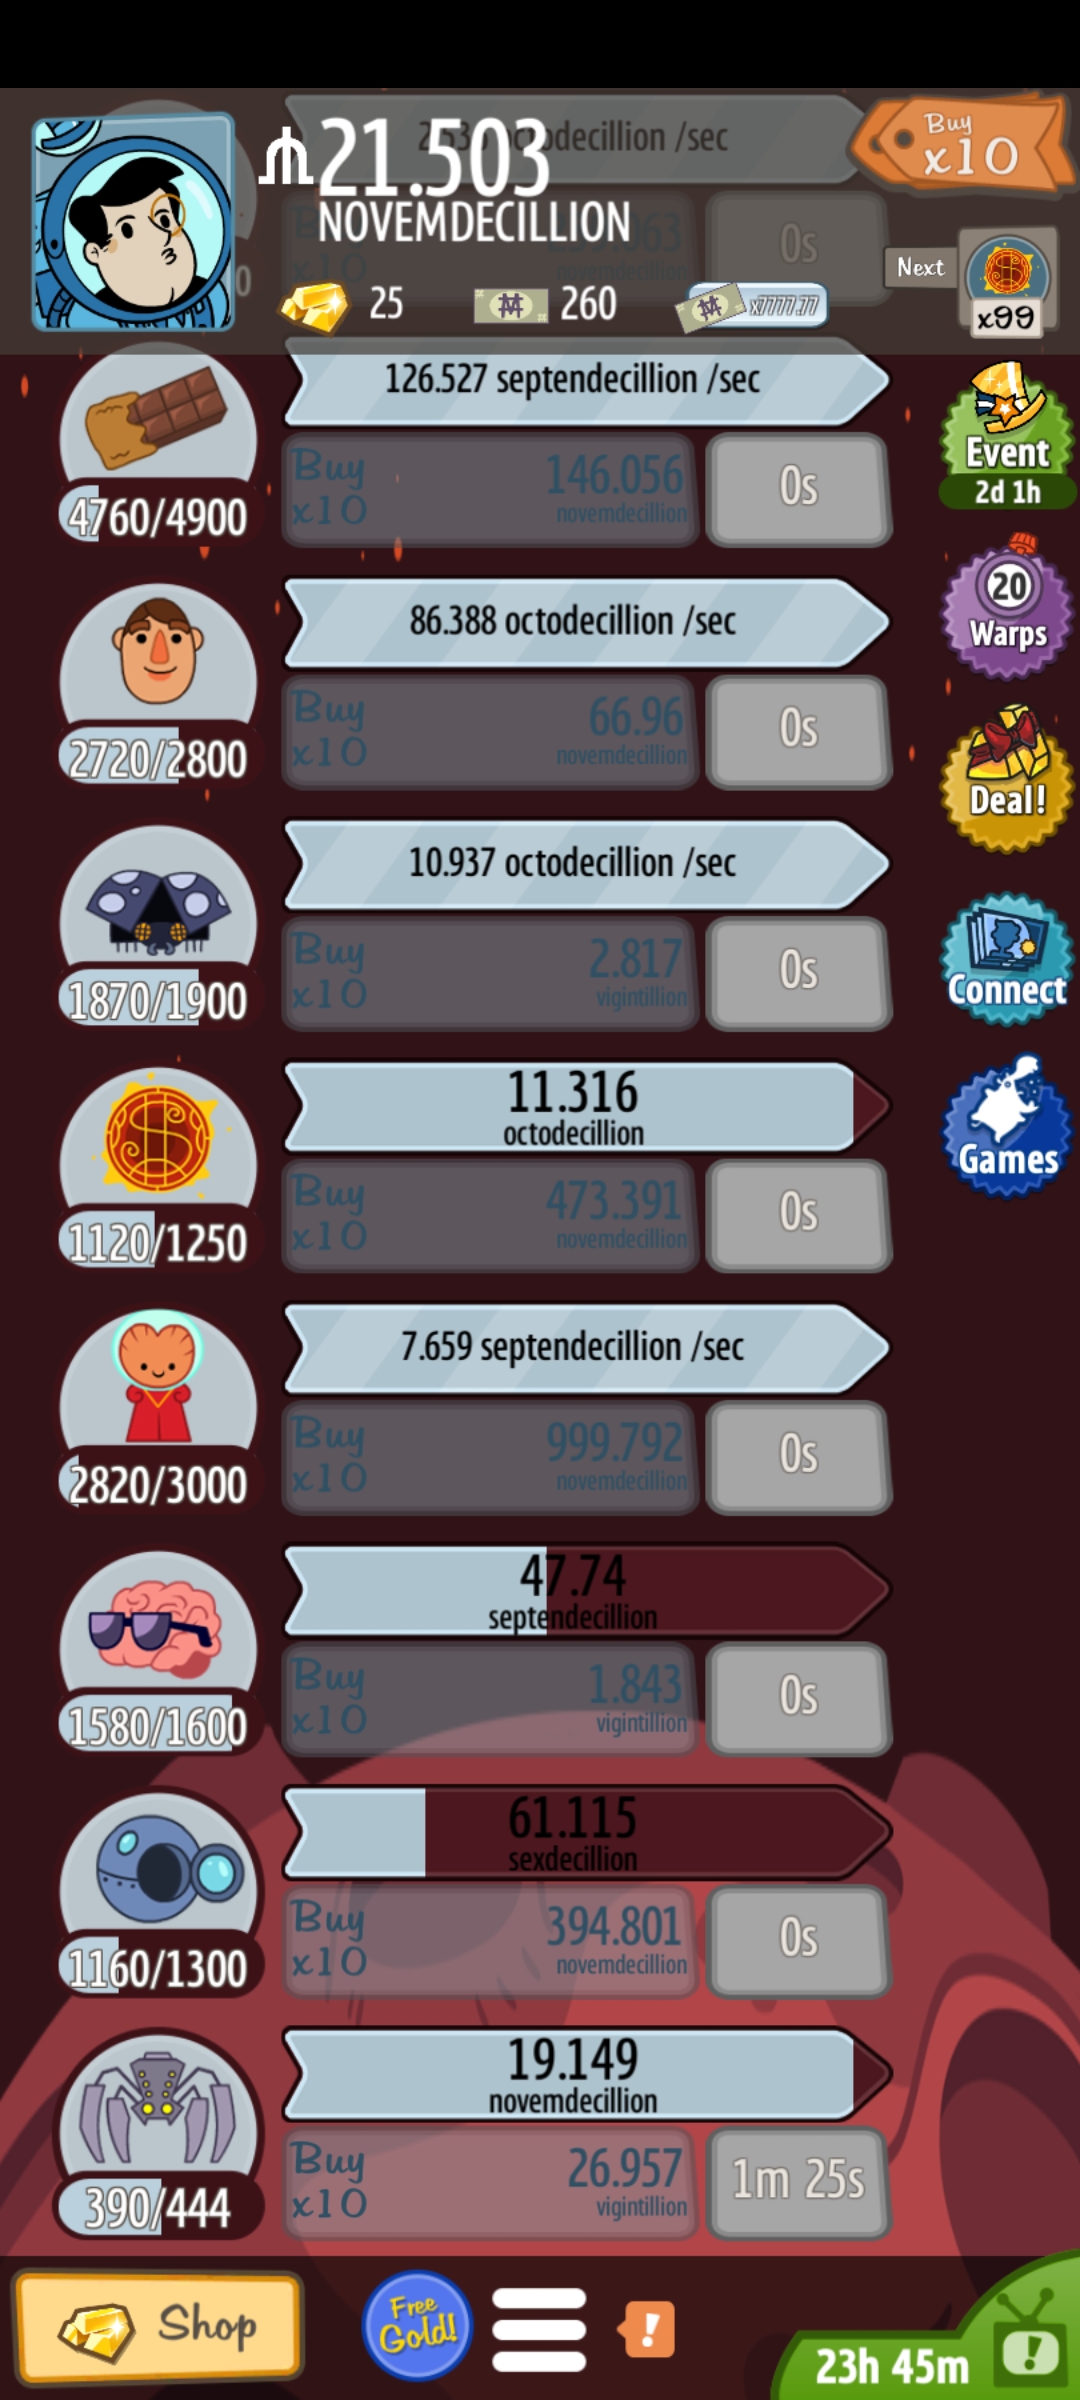 21.503
NOVEMDECILLION
octodecillion /sec
Buy
x10
0s
novemdecillion
25
260
x7777.77
Buy
x10
Next
x99
126.527 septendecillion /sec
Buy
x10
146.056
novemdecillion
0s
4760/4900
Event
2d 1h
86.388 octodecillion /sec
Buy
x10
66.96
novemdecillion
0s
2720/2800
20
Warps
10.937 octodecillion /sec
Buy
x10
2.817
vigintillion
0s
1870/1900
Deal!
Connect
11.316
octodecillion
Buy
x10
473.391
novemdecillion
0s
1120/1250
Games
7.659 septendecillion /sec
Buy
x10
999.792
novemdecillion
0s
2820/3000
47.74
septendecillion
Buy
x10
1.843
vigintillion
0s
1580/1600
61.115
sexdecillion
Buy
x10
394.801
novemdecillion
0s
1160/1300
19.149
novemdecillion
Buy
x10
26.957
vigintillion
1m 25s
390/444
Shop
Free
Gold!
!
23h 45m
!